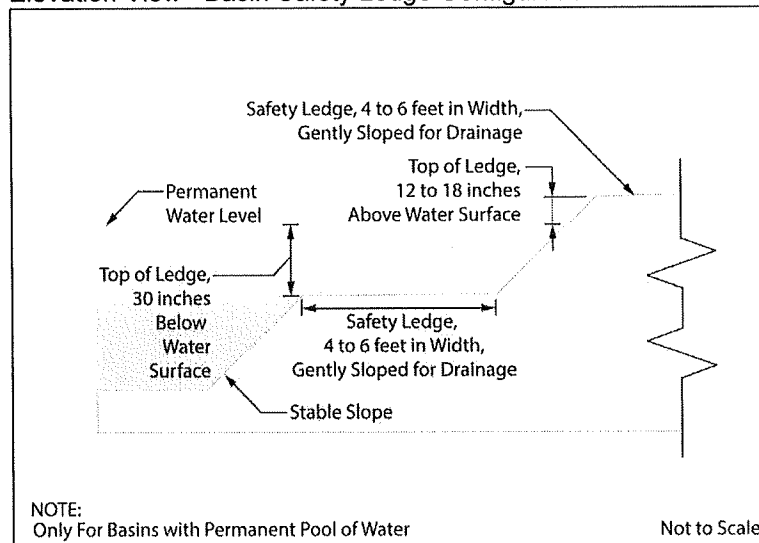 Safety Ledge, 4 to 6 feet in Width,
Gently Sloped for Drainage
Top of Ledge,
12 to 18 inches
Above Water Surface
Permanent
Water Level
Top of Ledge,
30 inches
Below
Water
Surface
Safety Ledge,
4 to 6 feet in Width,
Gently Sloped for Drainage
Stable Slope
NOTE:
Only For Basins with Permanent Pool of Water
Not to Scale